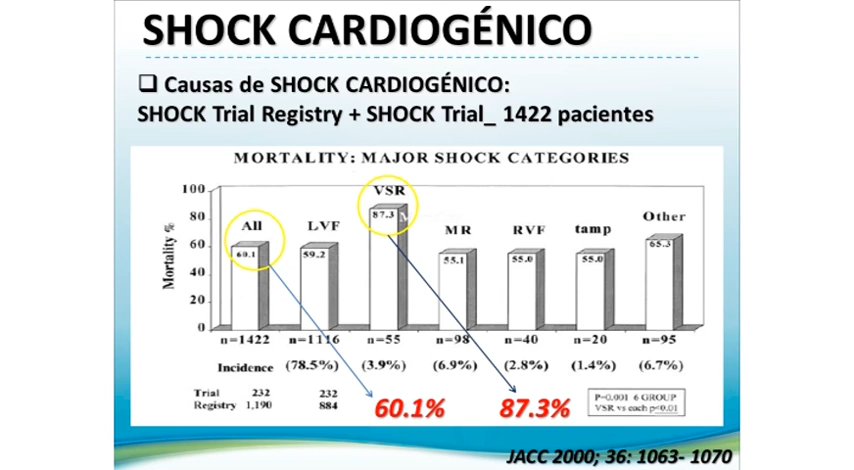 SHOCK CARDIOGÉNICO
❑ Causas de SHOCK CARDIOGÉNICO:
SHOCK Trial Registry + SHOCK Trial_ 1422 pacientes
MORTALITY: MAJOR SHOCK CATEGORIES
Mortality %
100
80
60
40
20
0
All
LVF
VSR
MR
RVF
tamp
Other
60.1
59.2
87.3
55.1
55.0
55.0
65.3
n=1422 n=1116 n=55 n=98 n=40 n=20 n=95
Incidence (78.5%) (3.9%) (6.9%) (2.8%) (1.4%) (6.7%)
Trial 232 232
Registry 1,190 884
60.1% 87.3%
P=0.001 6 GROUP
VSR vs each p<0.01
JACC 2000; 36: 1063- 1070